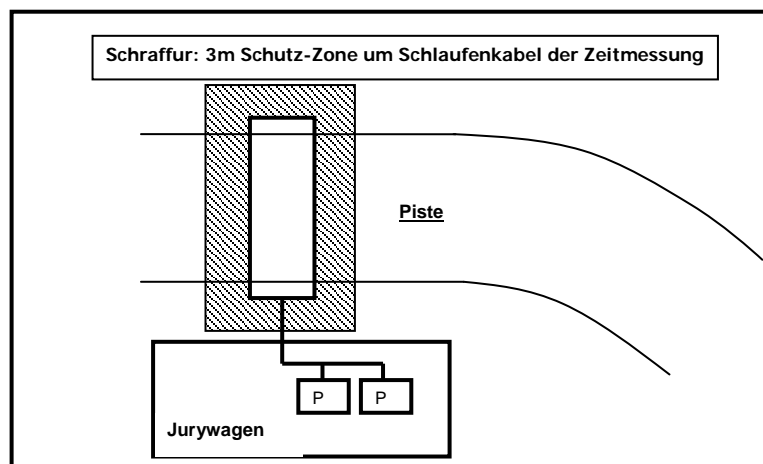 Schraffur: 3m Schutz-Zone um Schlaufenkabel der Zeitmessung
Piste
P P
Jurywagen